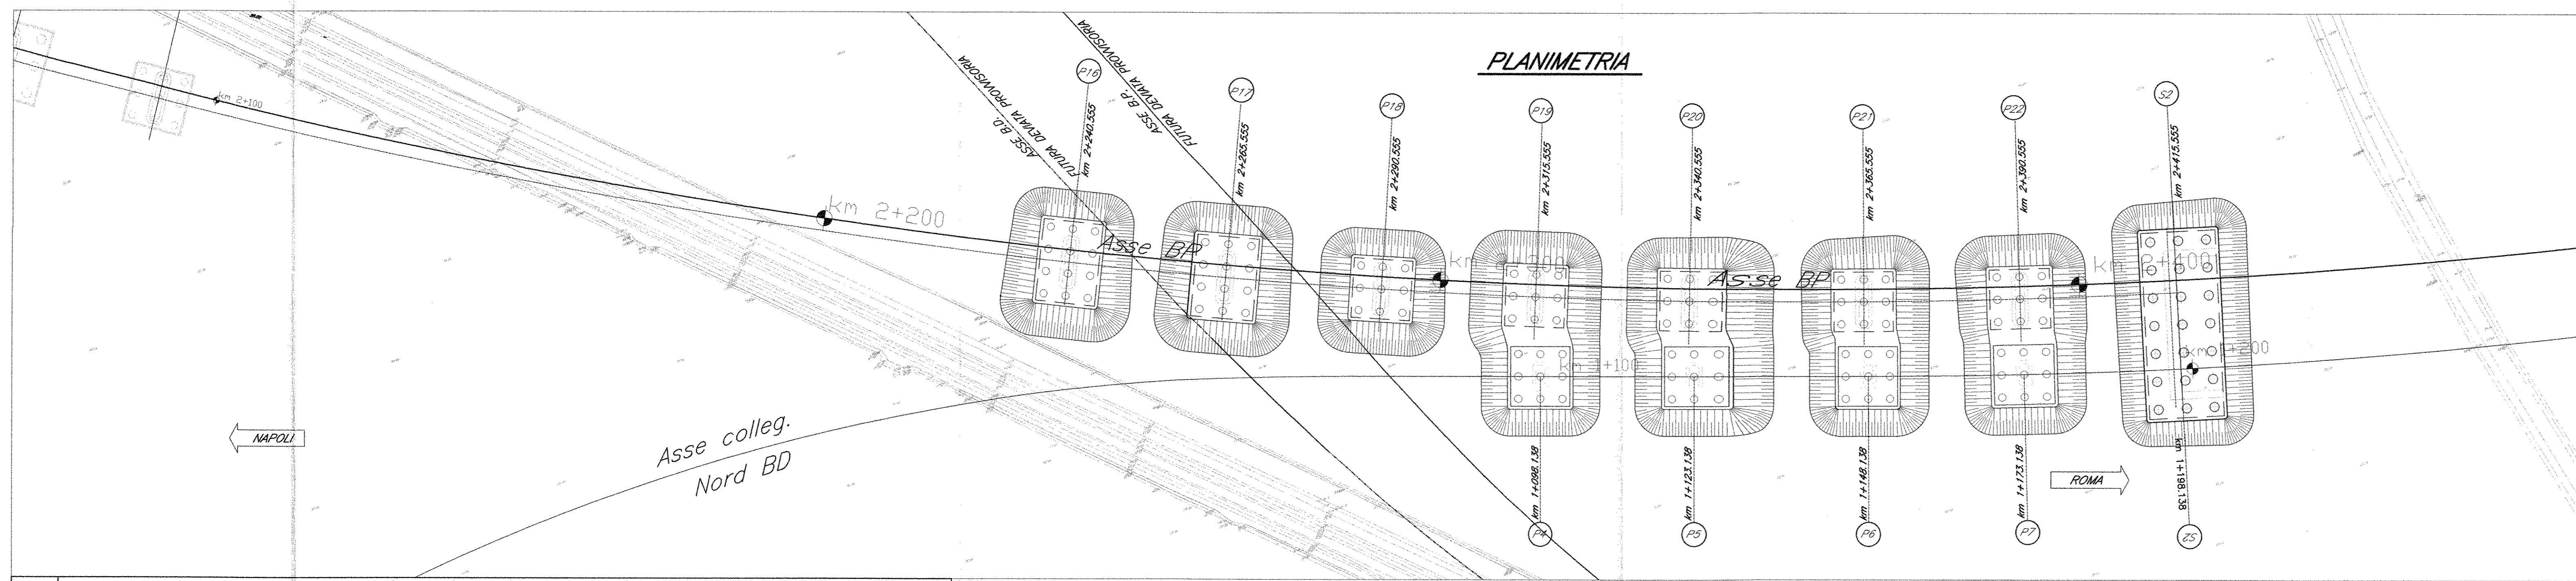 PLANIMETRIA
km 2+100
ASSE B.D.
FUTURA DEVIATA PROVVISORIA
ASSE B.P.
FUTURA DEVIATA PROVVISORIA
P16
km 2+240.555
P17
km 2+265.555
P18
km 2+290.555
P19
km 2+315.555
P20
km 2+340.555
P21
km 2+365.555
P22
km 2+390.555
S2
km 2+415.555
km 2+200
Asse BP
km 2+300
Asse BP
km 2+400
km 1+100
km 1+200
Asse colleg.
Nord BD
NAPOLI
ROMA
km 1+098.138
P4
km 1+123.138
P5
km 1+148.138
P6
km 1+173.138
P7
km 1+198.138
S2